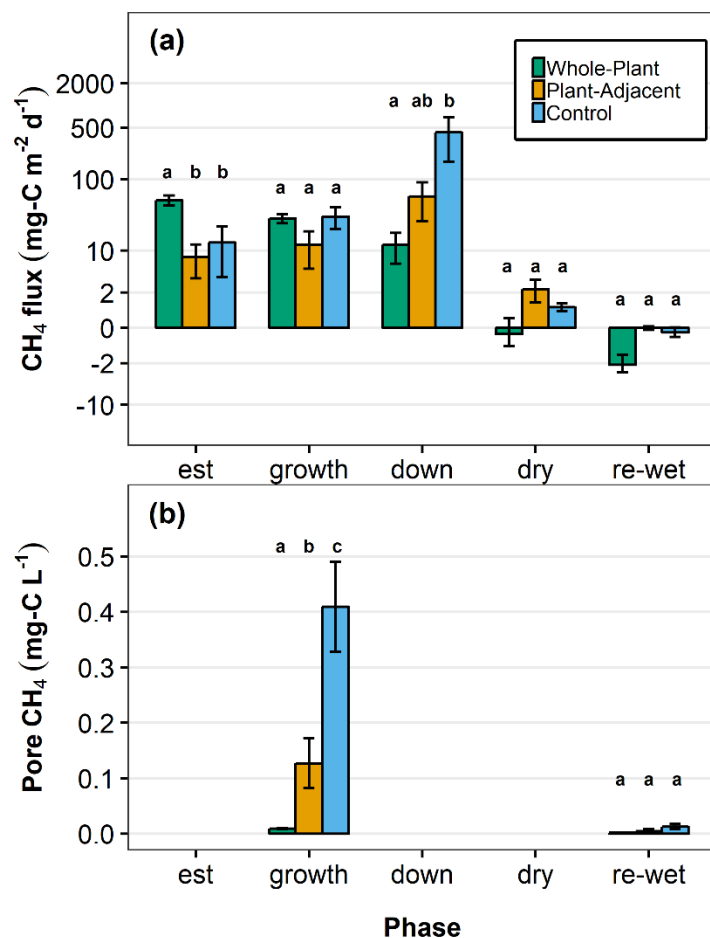 (a)
Whole-Plant
Plant-Adjacent
Control
CH₄ flux (mg-C m⁻² d⁻¹)
2000
500
100
10
2
0
-2
-10
a b b
a a a
a ab b
a a a
a a a
est growth down dry re-wet
(b)
Pore CH₄ (mg-C L⁻¹)
0.5
0.4
0.3
0.2
0.1
0.0
a b c
a a a
est growth down dry re-wet
Phase